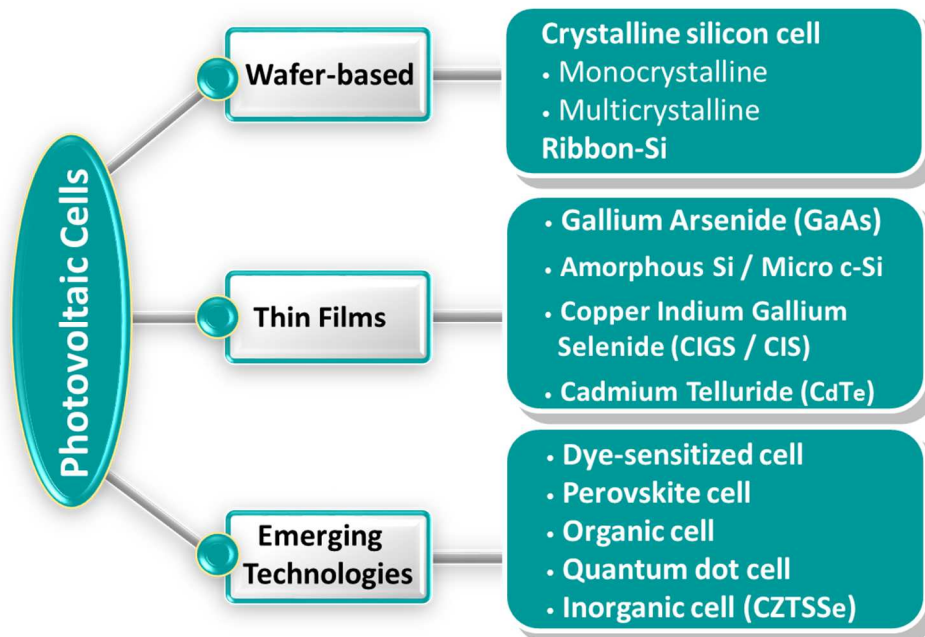 Photovoltaic Cells
Wafer-based
Crystalline silicon cell
• Monocrystalline
• Multicrystalline
Ribbon-Si
Thin Films
• Gallium Arsenide (GaAs)
• Amorphous Si / Micro c-Si
• Copper Indium Gallium
Selenide (CIGS / CIS)
• Cadmium Telluride (CdTe)
Emerging
Technologies
• Dye-sensitized cell
• Perovskite cell
• Organic cell
• Quantum dot cell
• Inorganic cell (CZTSSe)